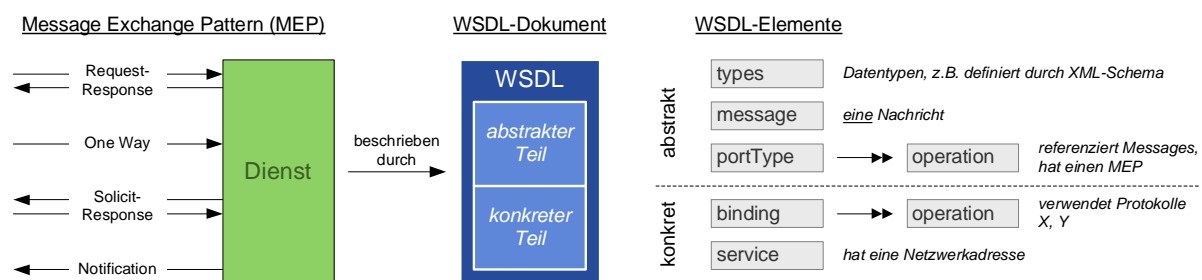 Message Exchange Pattern (MEP)
Request-
Response
One Way
Solicit-
Response
Notification
Dienst
beschrieben
durch
WSDL-Dokument
WSDL
abstrakter
Teil
konkreter
Teil
WSDL-Elemente
abstrakt
types
Datentypen, z.B. definiert durch XML-Schema
message
eine Nachricht
portType
operation
referenziert Messages,
hat einen MEP
konkret
binding
operation
verwendet Protokolle
X, Y
service
hat eine Netzwerkadresse